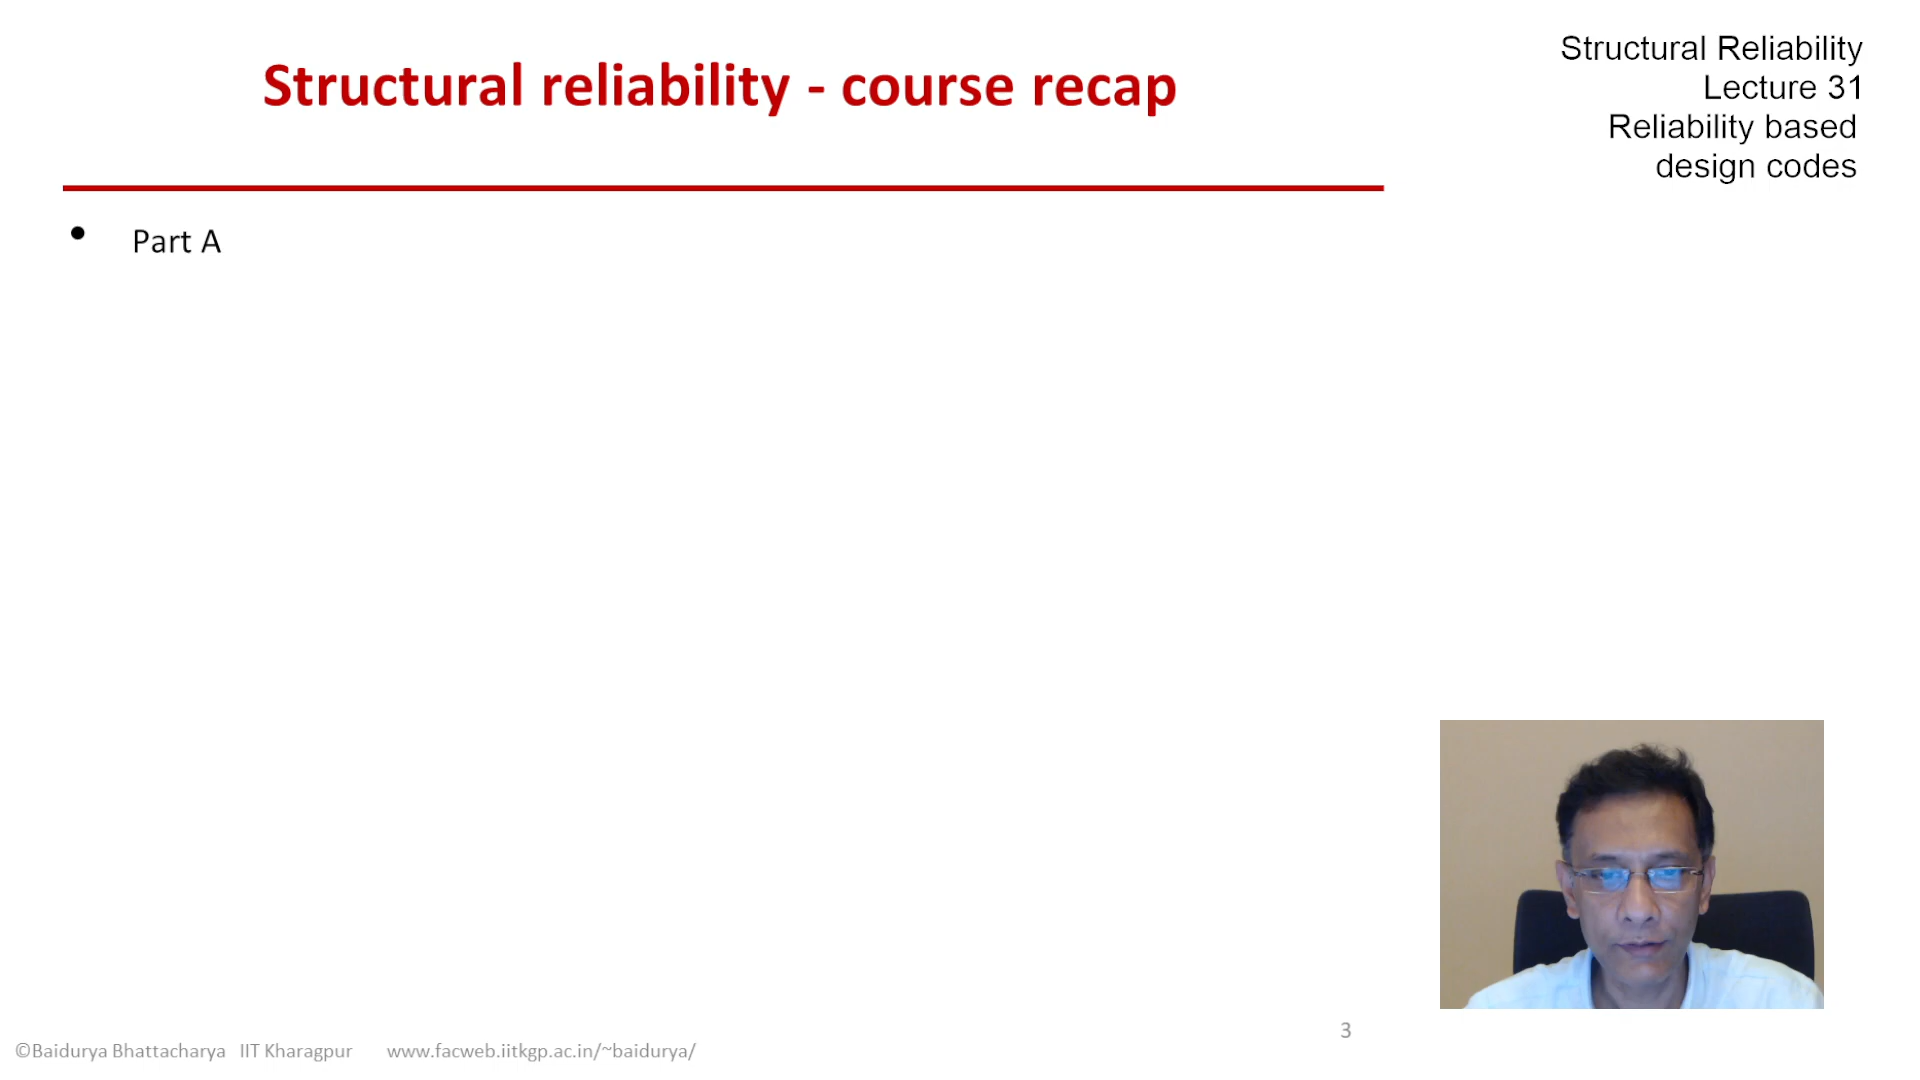 Structural reliability - course recap
Structural Reliability
Lecture 31
Reliability based
design codes
• Part A
3
©Baidurya Bhattacharya IIT Kharagpur www.facweb.iitkgp.ac.in/~baidurya/